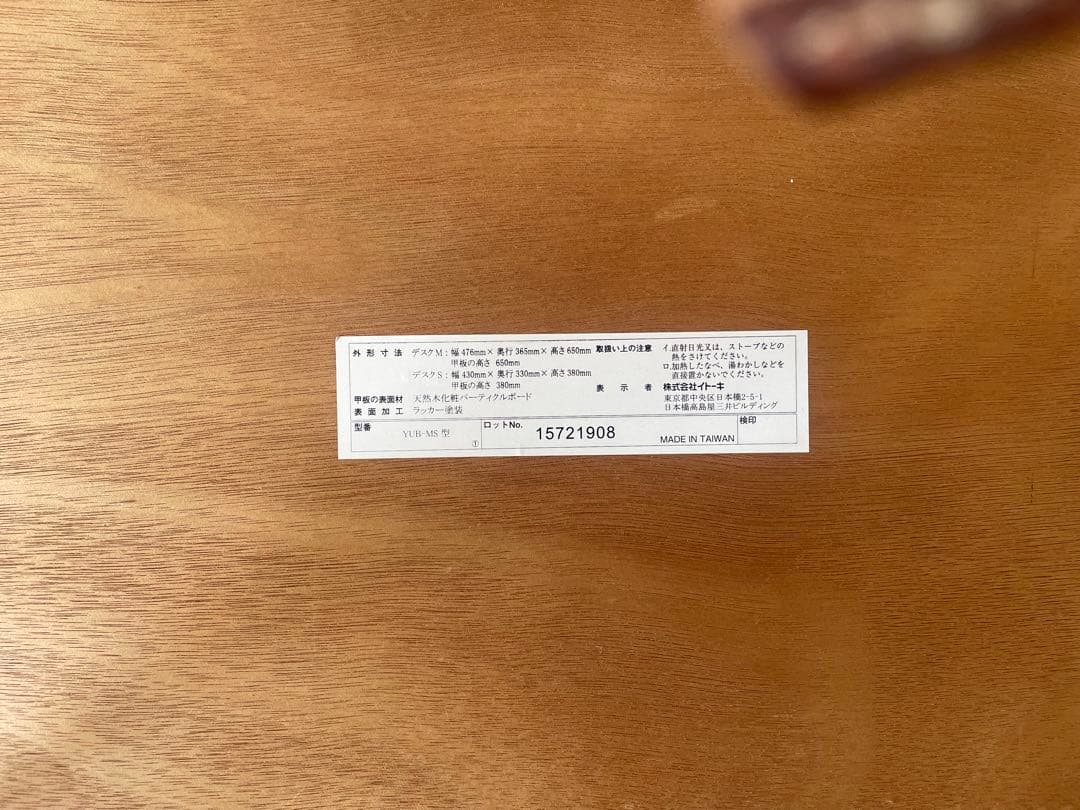 外形寸法 デスクM：幅476mm×奥行365mm×高さ650mm
甲板の高さ 650mm
デスクS：幅430mm×奥行330mm×高さ380mm
甲板の高さ 380mm
甲板の表面材 天然木化粧パーティクルボード
表面加工 ラッカー塗装
取扱い上の注意 イ.直射日光又は、ストーブなどの
熱をさけてください。
ロ.加熱したなべ、湯わかしなどを
直接置かないでください。
表示者 株式会社イトーキ
東京都中央区日本橋2-5-1
日本橋高島屋三井ビルディング
型番 YUB-MS 型 ①
ロットNo. 15721908 MADE IN TAIWAN
検印